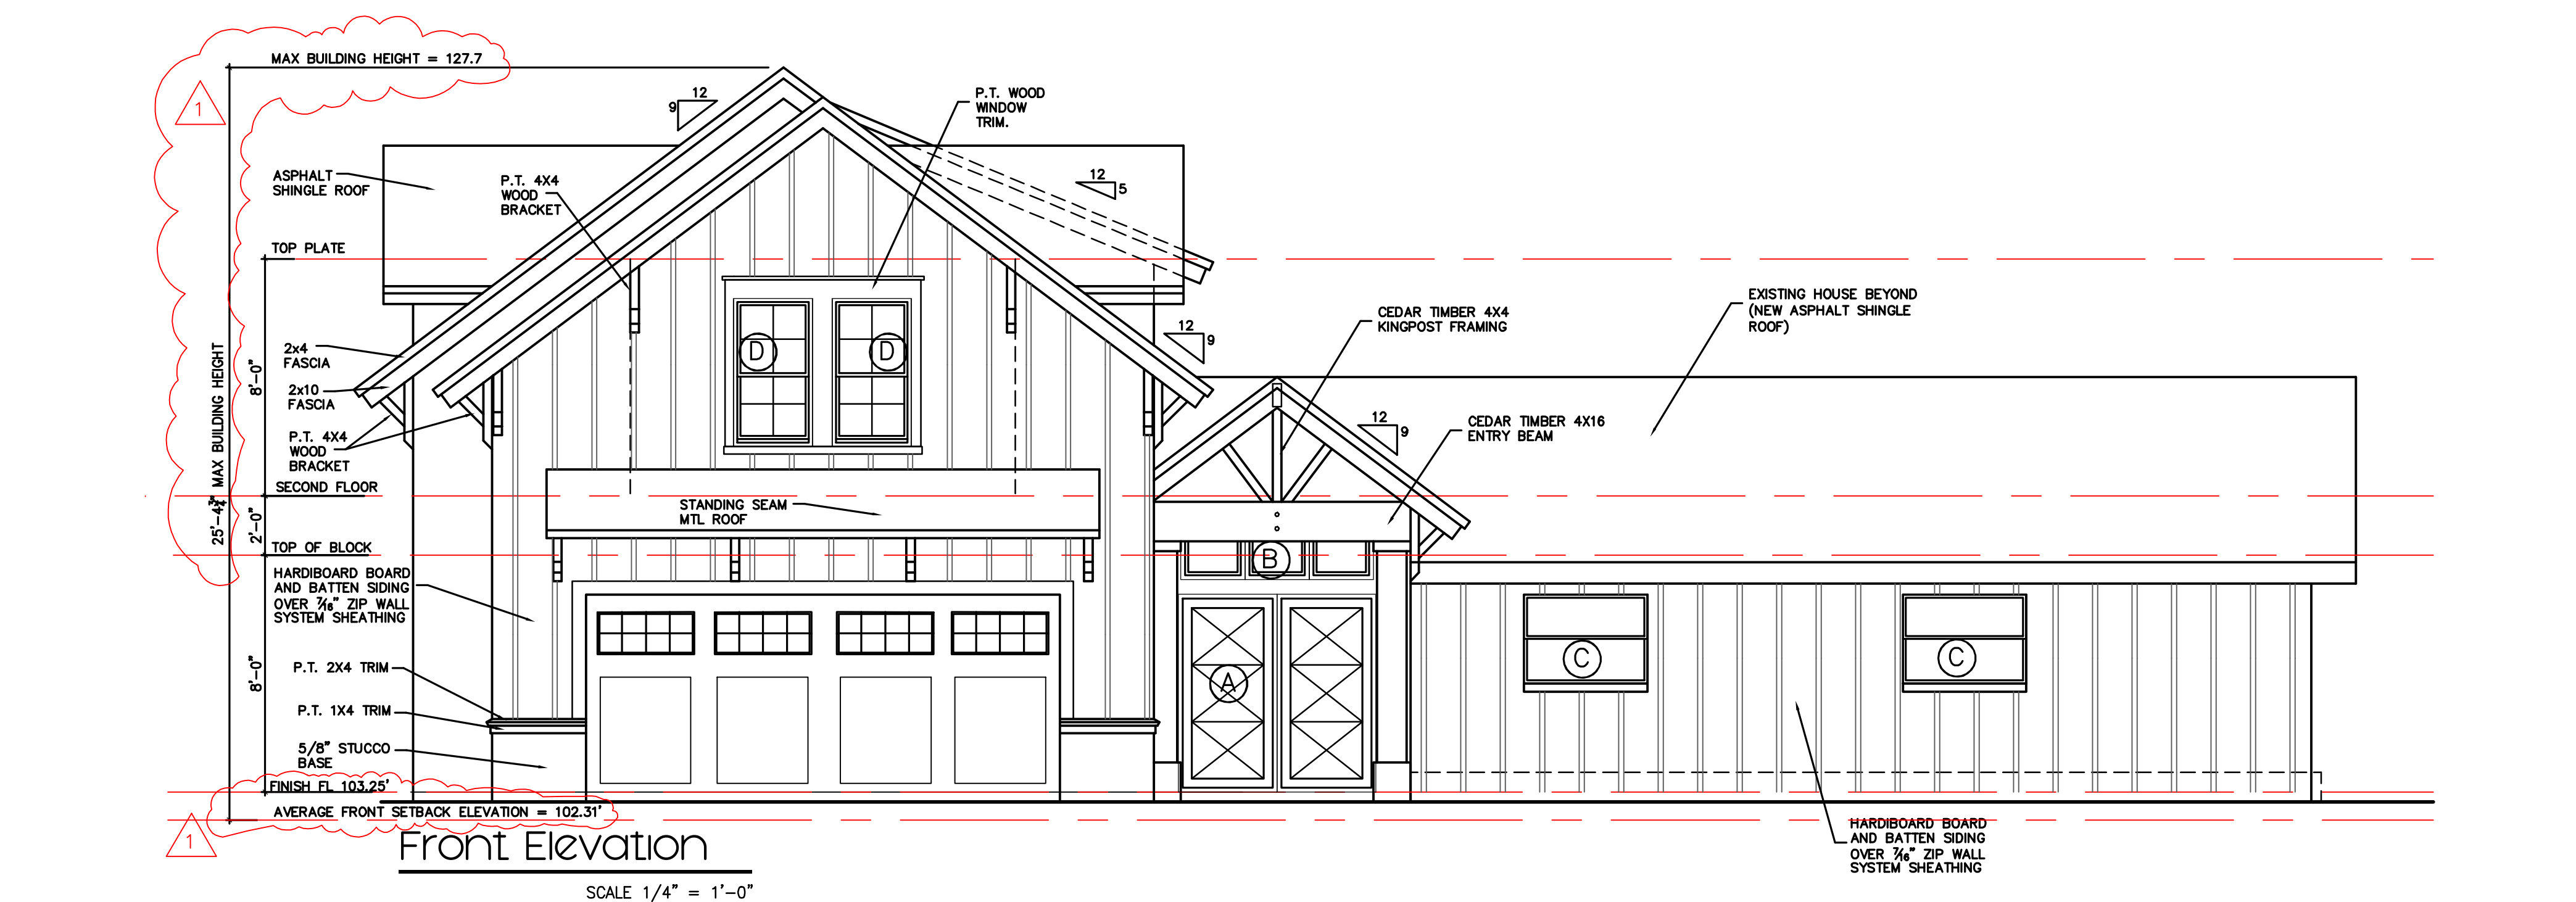 MAX BUILDING HEIGHT = 127.7
1
12
9
P.T. WOOD
WINDOW
TRIM.
ASPHALT
SHINGLE ROOF
P.T. 4X4
WOOD
BRACKET
12
5
TOP PLATE
EXISTING HOUSE BEYOND
(NEW ASPHALT SHINGLE
ROOF)
CEDAR TIMBER 4X4
KINGPOST FRAMING
12
9
2x4
FASCIA
D
D
8'-0"
MAX BUILDING HEIGHT
25'-4¾"
2x10
FASCIA
12
9
CEDAR TIMBER 4X16
ENTRY BEAM
P.T. 4X4
WOOD
BRACKET
SECOND FLOOR
STANDING SEAM
MTL ROOF
2'-0"
TOP OF BLOCK
B
HARDIBOARD BOARD
AND BATTEN SIDING
OVER 7/16" ZIP WALL
SYSTEM SHEATHING
C
C
8'-0"
P.T. 2X4 TRIM
A
P.T. 1X4 TRIM
5/8" STUCCO
BASE
FINISH FL 103.25'
AVERAGE FRONT SETBACK ELEVATION = 102.31'
1
HARDIBOARD BOARD
AND BATTEN SIDING
OVER 7/16" ZIP WALL
SYSTEM SHEATHING
Front Elevation
SCALE 1/4" = 1'-0"